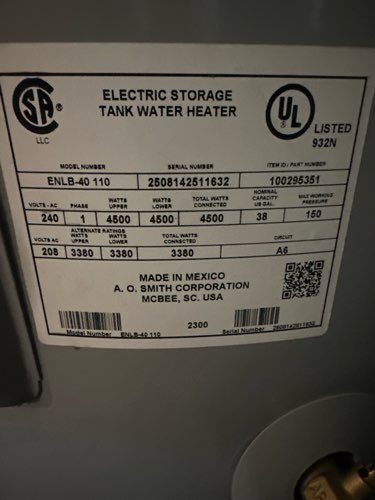 SA
LLC
ELECTRIC STORAGE
TANK WATER HEATER
UL
LISTED
932N
MODEL NUMBER SERIAL NUMBER ITEM ID / PART NUMBER
ENLB-40 110 2508142511632 100295351
VOLTS - AC PHASE WATTS UPPER WATTS LOWER TOTAL WATTS CONNECTED NOMINAL CAPACITY US GAL. MAX WORKING PRESSURE
240 1 4500 4500 4500 38 150
VOLTS AC ALTERNATE RATINGS WATTS UPPER WATTS LOWER TOTAL WATTS CONNECTED CIRCUIT
208 3380 3380 3380 A6
MADE IN MEXICO
A. O. SMITH CORPORATION
MCBEE, SC. USA
2300
Model Number ENLB-40 110 Serial Number 2508142511632